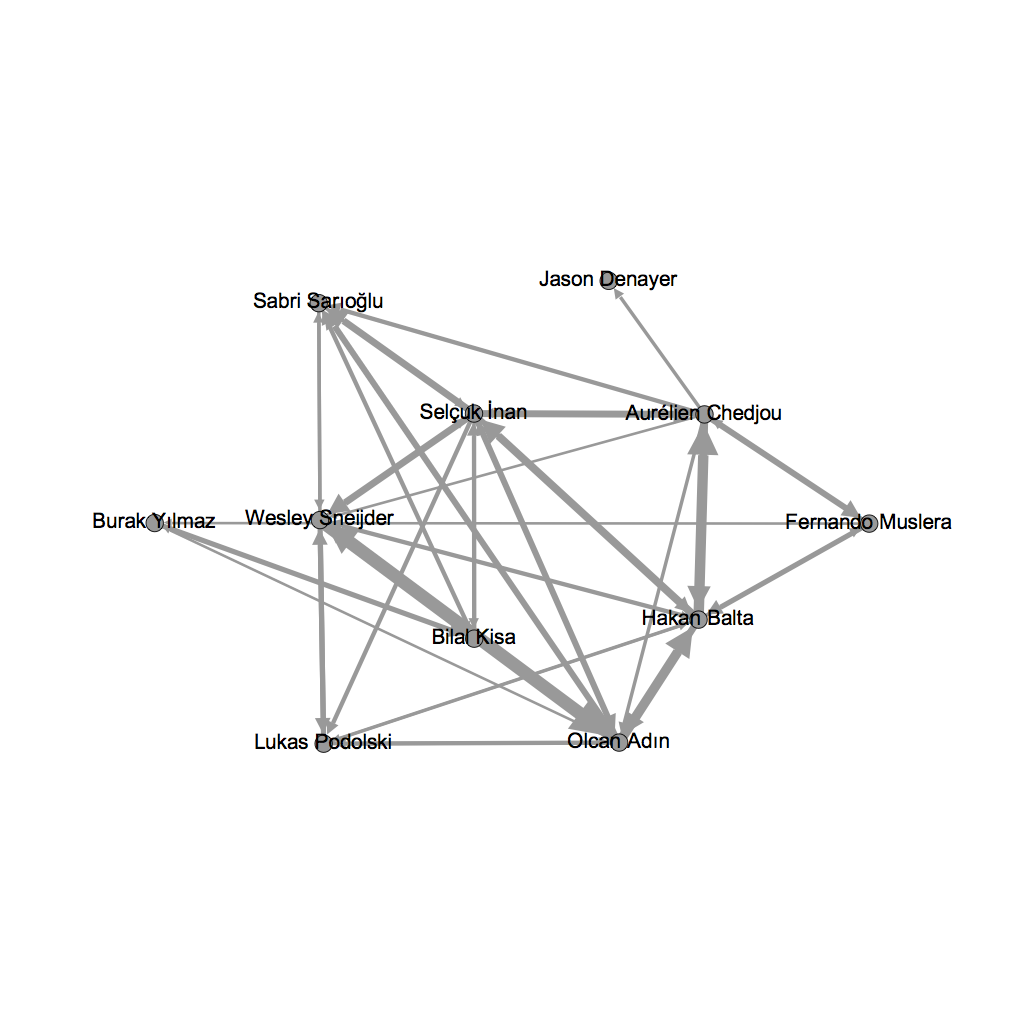 Jason Denayer
Sabri Sarıoğlu
Selçuk İnan
Aurélien Chedjou
Burak Yılmaz
Wesley Sneijder
Fernando Muslera
Hakan Balta
Bilal Kisa
Lukas Podolski
Olcan Adın